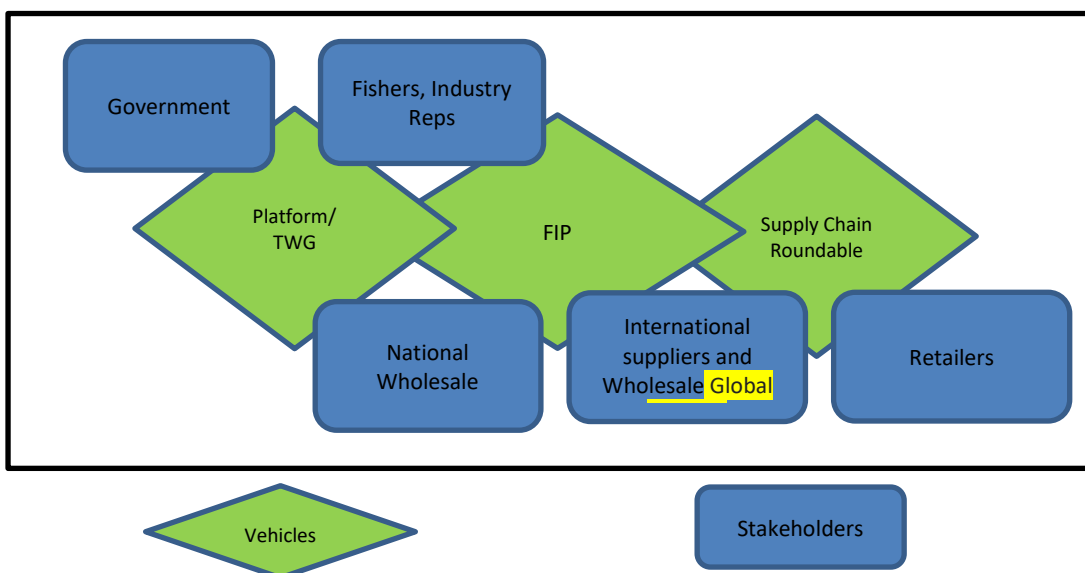 Government
Fishers, Industry
Reps
Platform/
TWG
FIP
Supply Chain
Roundable
National
Wholesale
International
suppliers and
Wholesale Global
Retailers
Vehicles
Stakeholders